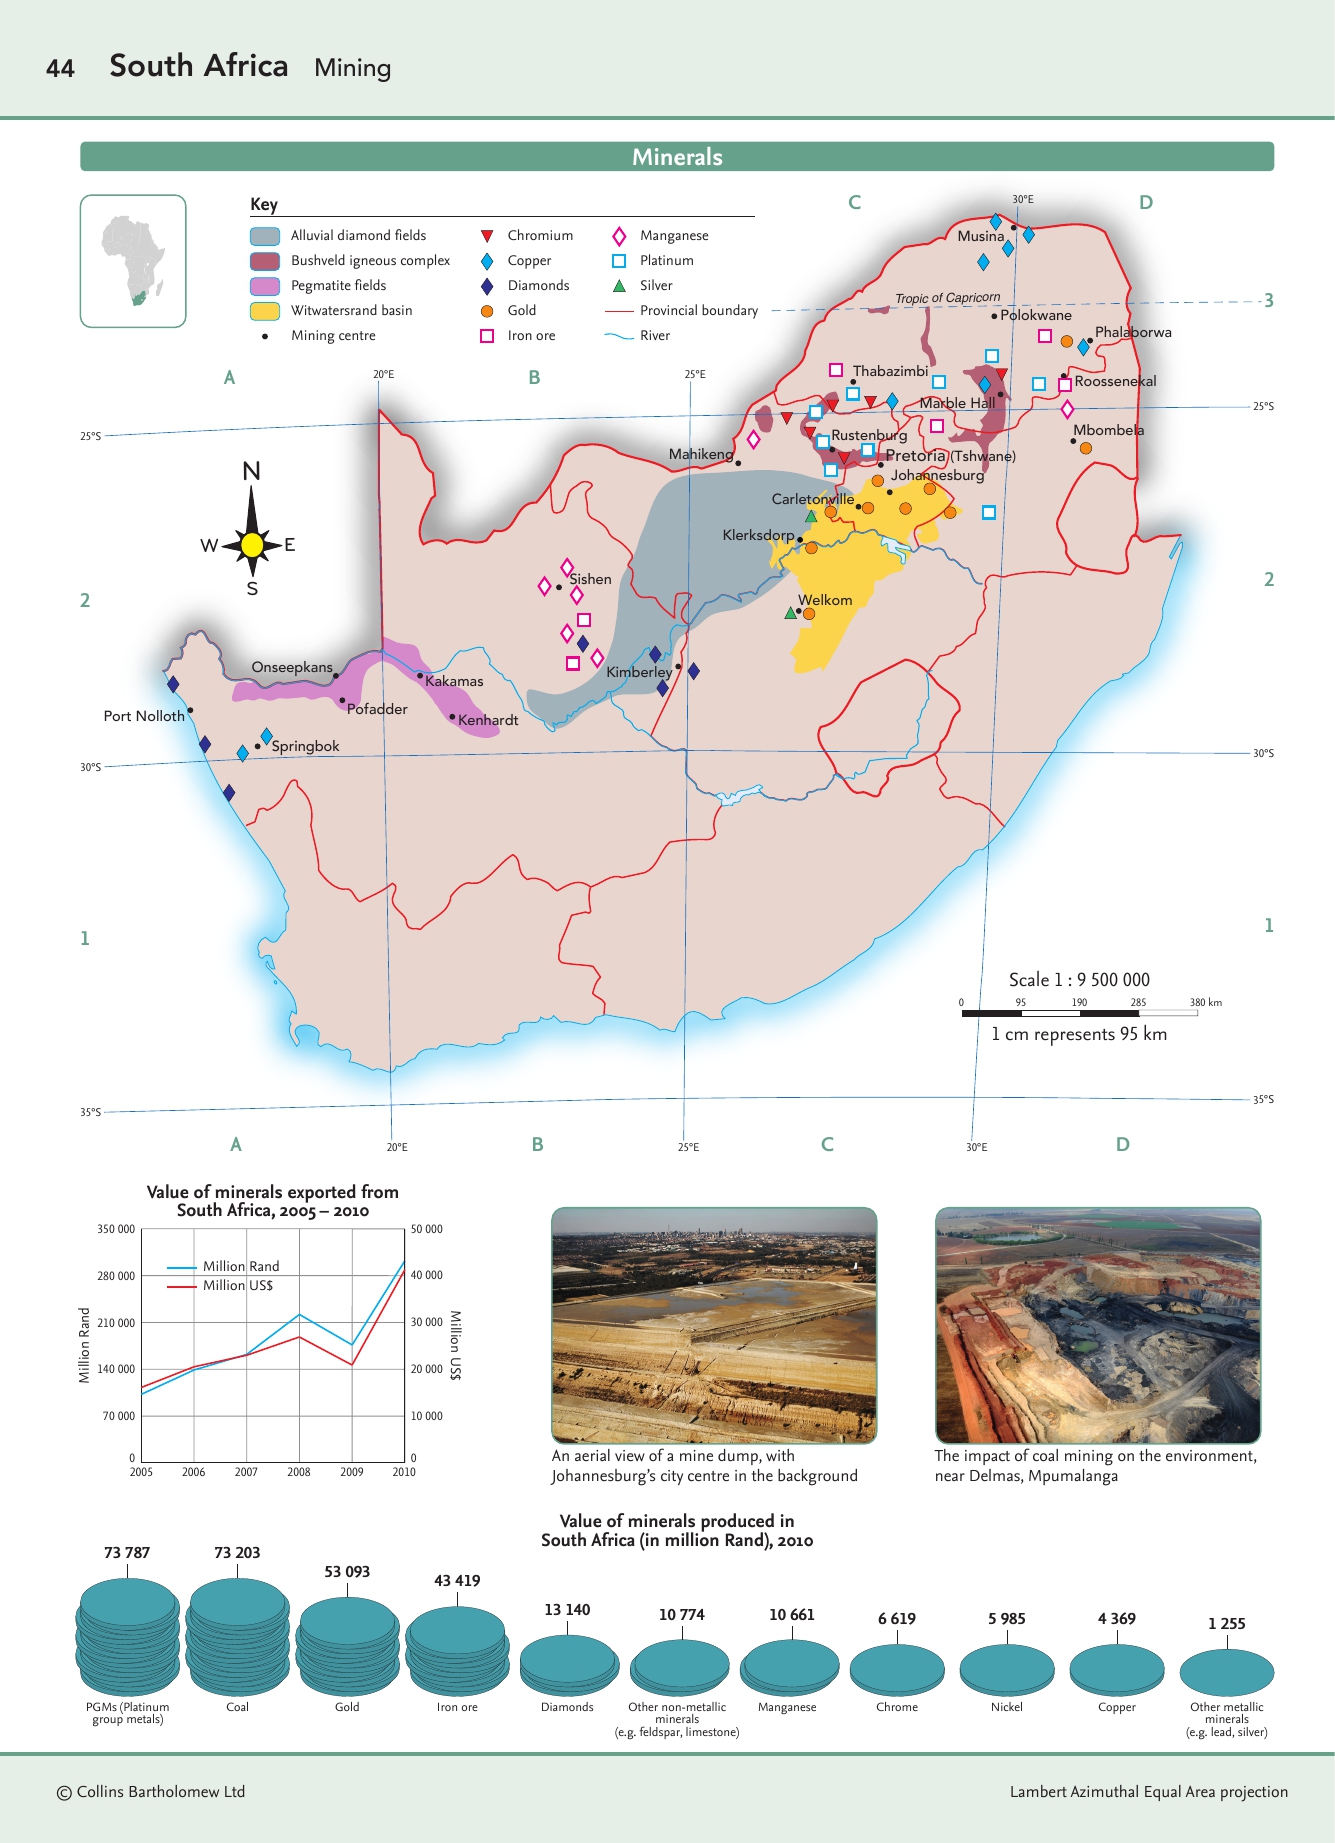 44 South Africa Mining
Minerals
Key
Alluvial diamond fields
Bushveld igneous complex
Pegmatite fields
Witwatersrand basin
Mining centre
Chromium
Copper
Diamonds
Gold
Iron ore
Manganese
Platinum
Silver
Provincial boundary
River
C
30°E
D
Musina
Tropic of Capricorn
3
Polokwane
Phalaborwa
A
20°E
B
25°E
Thabazimbi
Roossenekal
Marble Hall
25°S
25°S
Mbombela
Rustenburg
Mahikeng
Pretoria (Tshwane)
Johannesburg
N
W
E
S
Carletonville
Klerksdorp
Sishen
2
2
Welkom
Onseepkans
Kakamas
Kimberley
Pofadder
Port Nolloth
Kenhardt
Springbok
30°S
30°S
1
1
Scale 1 : 9 500 000
0 95 190 285 380 km
1 cm represents 95 km
35°S
35°S
A
20°E
B
25°E
C
30°E
D
Value of minerals exported from
South Africa, 2005 – 2010
350 000
280 000
210 000
140 000
70 000
0
Million Rand
Million Rand
Million US$
50 000
40 000
30 000
20 000
10 000
0
Million US$
2005 2006 2007 2008 2009 2010
An aerial view of a mine dump, with
Johannesburg's city centre in the background
The impact of coal mining on the environment,
near Delmas, Mpumalanga
Value of minerals produced in
South Africa (in million Rand), 2010
73 787
PGMs (Platinum
group metals)
73 203
Coal
53 093
Gold
43 419
Iron ore
13 140
Diamonds
10 774
Other non-metallic
minerals
(e.g. feldspar, limestone)
10 661
Manganese
6 619
Chrome
5 985
Nickel
4 369
Copper
1 255
Other metallic
minerals
(e.g. lead, silver)
© Collins Bartholomew Ltd
Lambert Azimuthal Equal Area projection